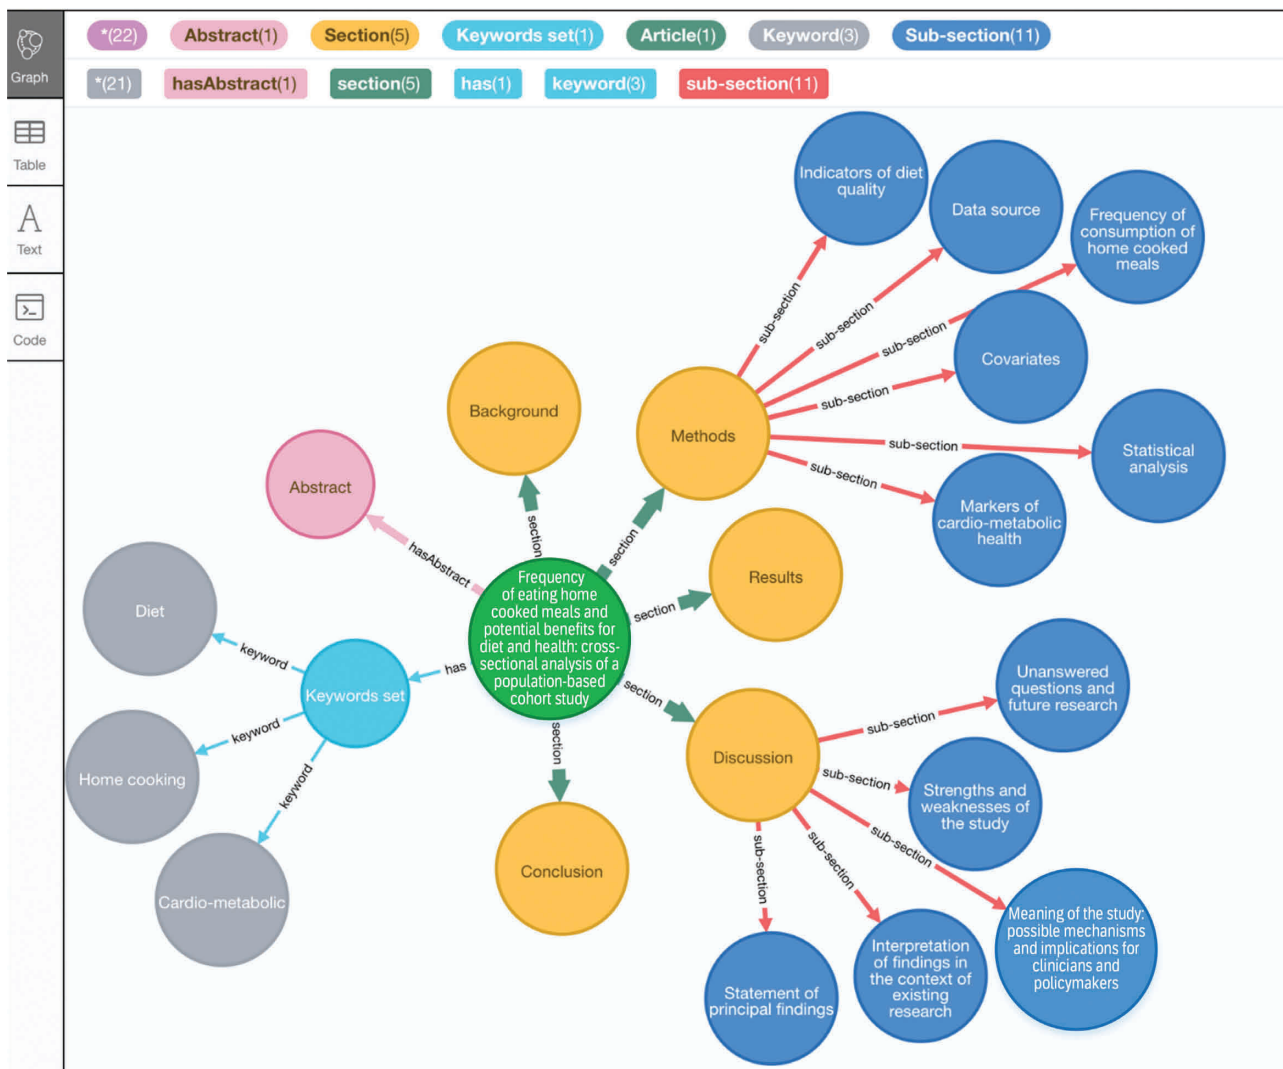 *(22)
Abstract(1)
Section(5)
Keywords set(1)
Article(1)
Keyword(3)
Sub-section(11)
*(21)
hasAbstract(1)
section(5)
has(1)
keyword(3)
sub-section(11)
Graph
Table
Text
Code
Indicators of diet
quality
Data source
Frequency of
consumption of
home cooked
meals
sub-section
sub-section
sub-section
Covariates
sub-section
Background
Methods
sub-section
Statistical
analysis
sub-section
Markers of
cardio-metabolic
health
Abstract
section
section
hasAbstract
Results
section
Frequency
of eating home
cooked meals and
potential benefits for
diet and health: cross-
sectional analysis of a
population-based
cohort study
Diet
keyword
has
Keywords set
keyword
Home cooking
keyword
Cardio-metabolic
section
section
Conclusion
Discussion
sub-section
Unanswered
questions and
future research
sub-section
Strengths and
weaknesses of
the study
sub-section
sub-section
sub-section
Meaning of the study:
possible mechanisms
and implications for
clinicians and
policymakers
Interpretation
of findings in
the context of
existing
research
Statement of
principal findings